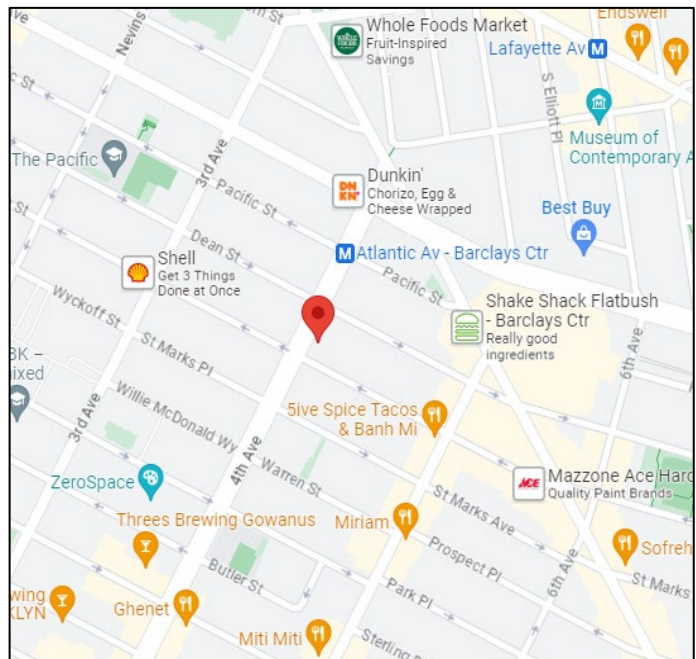 Endswell
Whole Foods Market
Fruit-Inspired
Savings
Lafayette Av M
Nevins
S Elliott Pl
Museum of
Contemporary A
The Pacific
3rd Ave
Dunkin'
Chorizo, Egg &
Cheese Wrapped
Pacific St
Best Buy
Dean St
M Atlantic Av - Barclays Ctr
Shell
Get 3 Things
Done at Once
Pacific St
Shake Shack Flatbush
- Barclays Ctr
Really good
ingredients
Wyckoff St
St Marks Pl
6th Ave
BK –
ixed
3rd Ave
Willie McDonald Wy
5ive Spice Tacos
& Banh Mi
4th Ave
Warren St
ZeroSpace
ACE
Mazzone Ace Hard
Quality Paint Brands
St Marks Ave
Threes Brewing Gowanus
Miriam
Prospect Pl
Sofreh
6th Ave
St Marks
Butler St
Park Pl
wing
KLYN
Ghenet
Miti Miti
Sterling